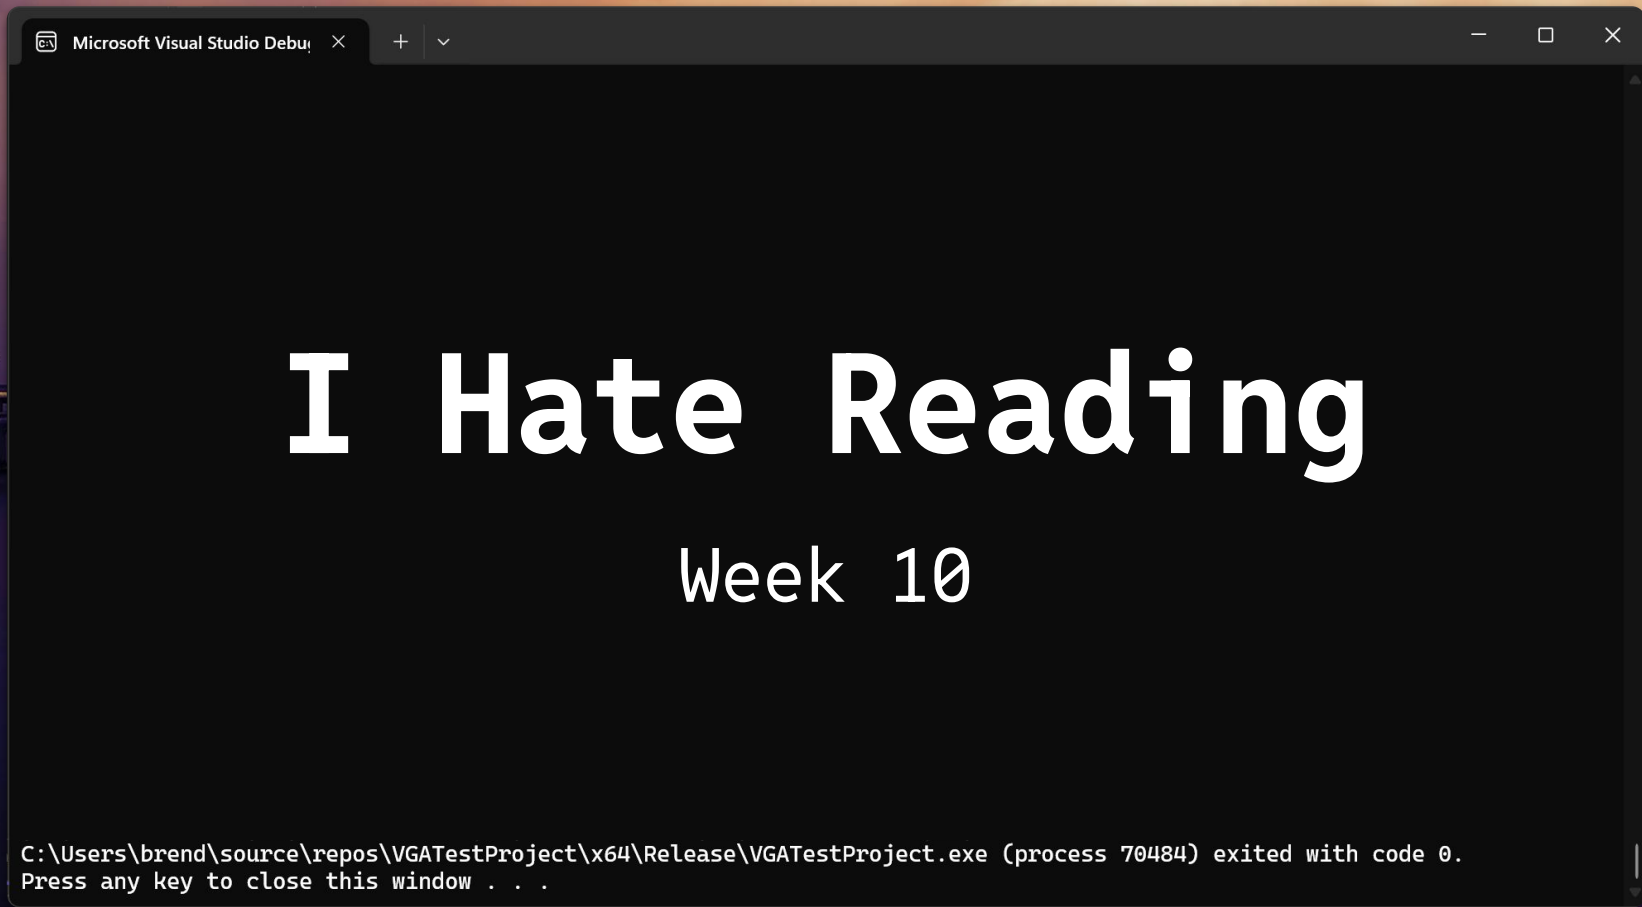 Microsoft Visual Studio Debu
I Hate Reading
Week 10
C:\Users\brend\source\repos\VGATestProject\x64\Release\VGATestProject.exe (process 70484) exited with code 0.
Press any key to close this window . . .